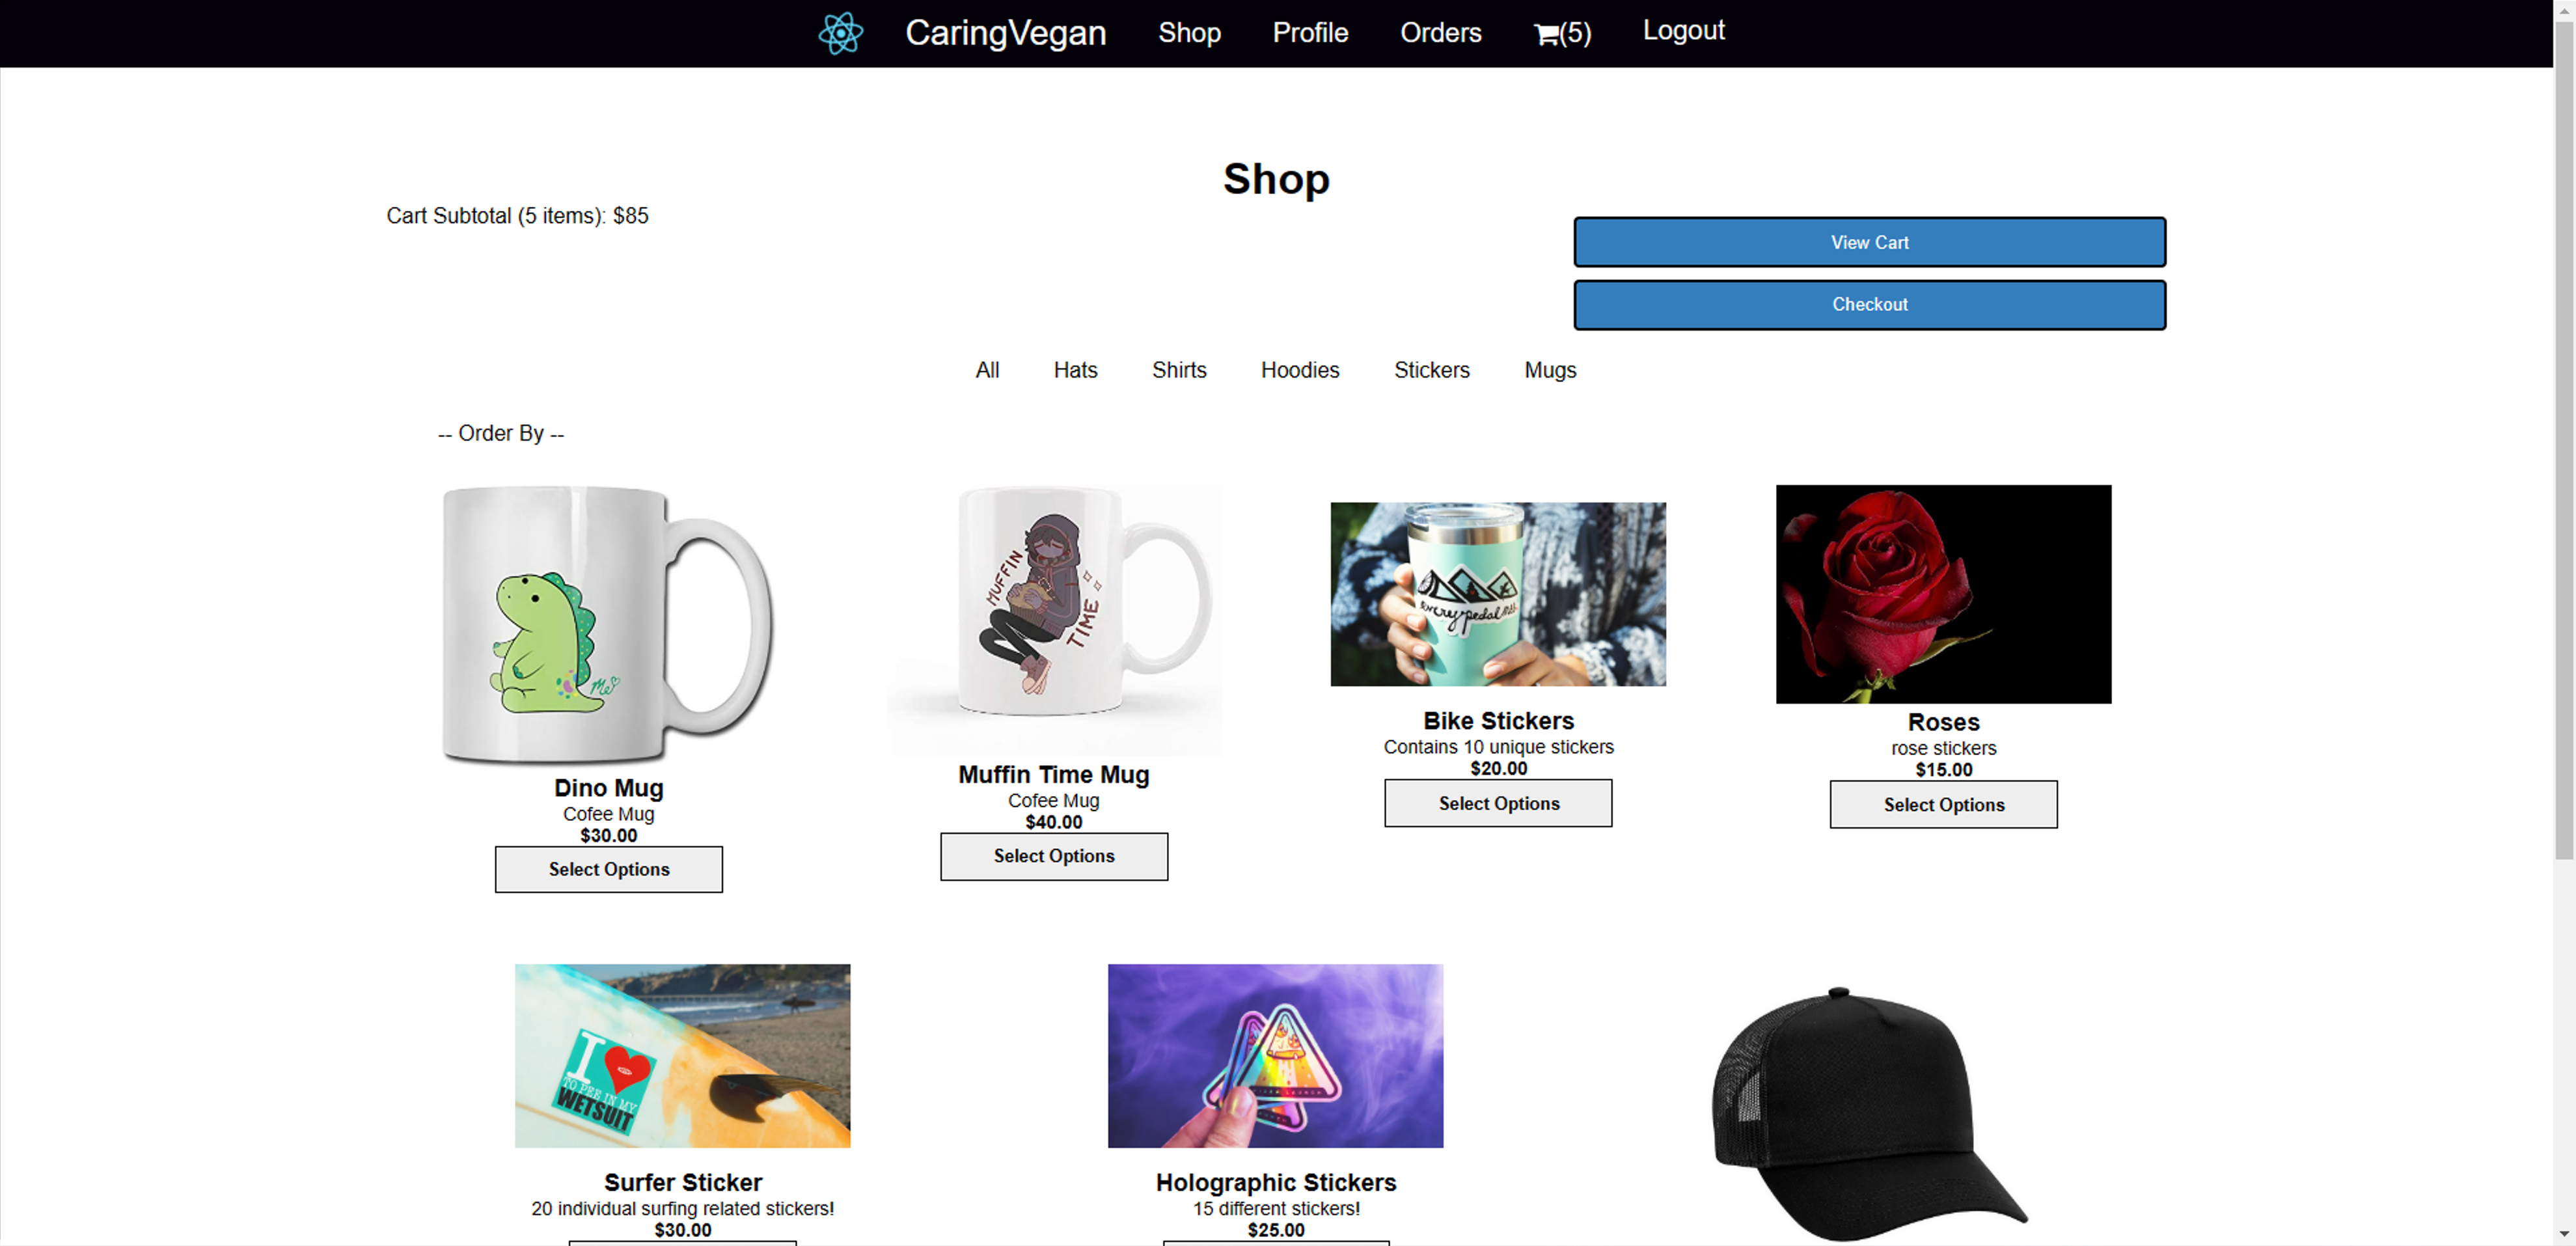 CaringVegan Shop Profile Orders (5) Logout
Shop
Cart Subtotal (5 items): $85
View Cart
Checkout
All Hats Shirts Hoodies Stickers Mugs
-- Order By --
Me
MUFFIN
TIME
every pedal
Dino Mug
Cofee Mug
$30.00
Select Options
Muffin Time Mug
Cofee Mug
$40.00
Select Options
Bike Stickers
Contains 10 unique stickers
$20.00
Select Options
Roses
rose stickers
$15.00
Select Options
I
TO PEE IN MY
WETSUIT
Surfer Sticker
20 individual surfing related stickers!
$30.00
Holographic Stickers
15 different stickers!
$25.00